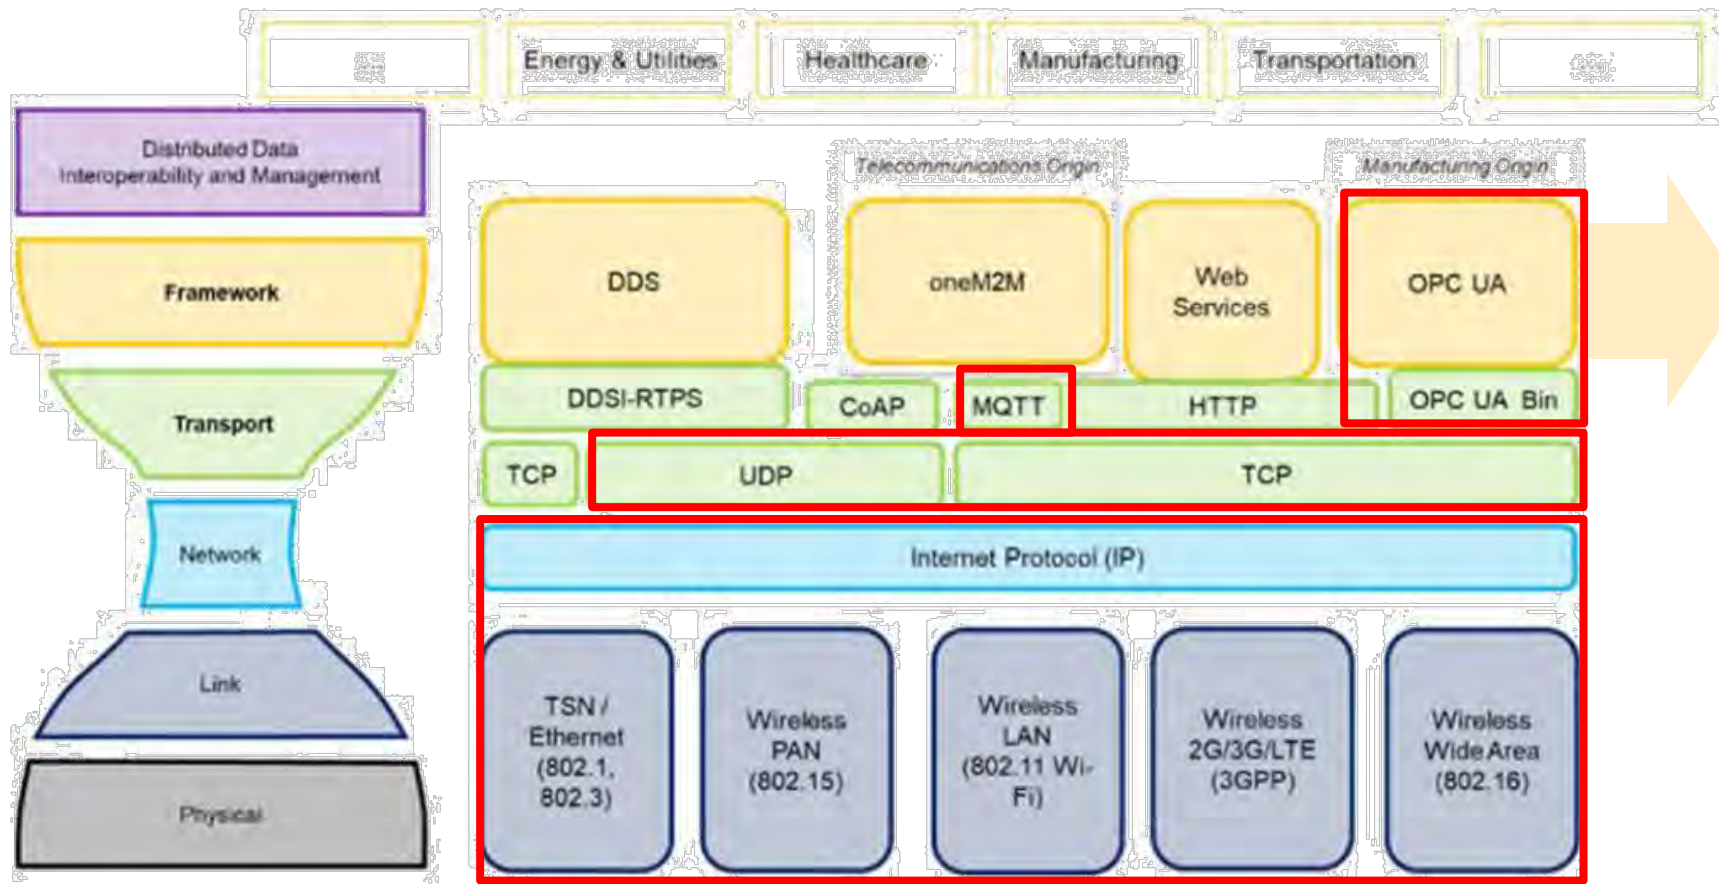 Energy & Utilities
Healthcare
Manufacturing
Transportation
Distributed Data
Interoperability and Management
Telecommunications Origin
Manufacturing Origin
Framework
DDS
oneM2M
Web
Services
OPC UA
Transport
DDSI-RTPS
CoAP
MQTT
HTTP
OPC UA Bin
TCP
UDP
TCP
Network
Internet Protocol (IP)
Link
TSN /
Ethernet
(802.1,
802.3)
Wireless
PAN
(802.15)
Wireless
LAN
(802.11 Wi-
Fi)
Wireless
2G/3G/LTE
(3GPP)
Wireless
Wide Area
(802.16)
Physical